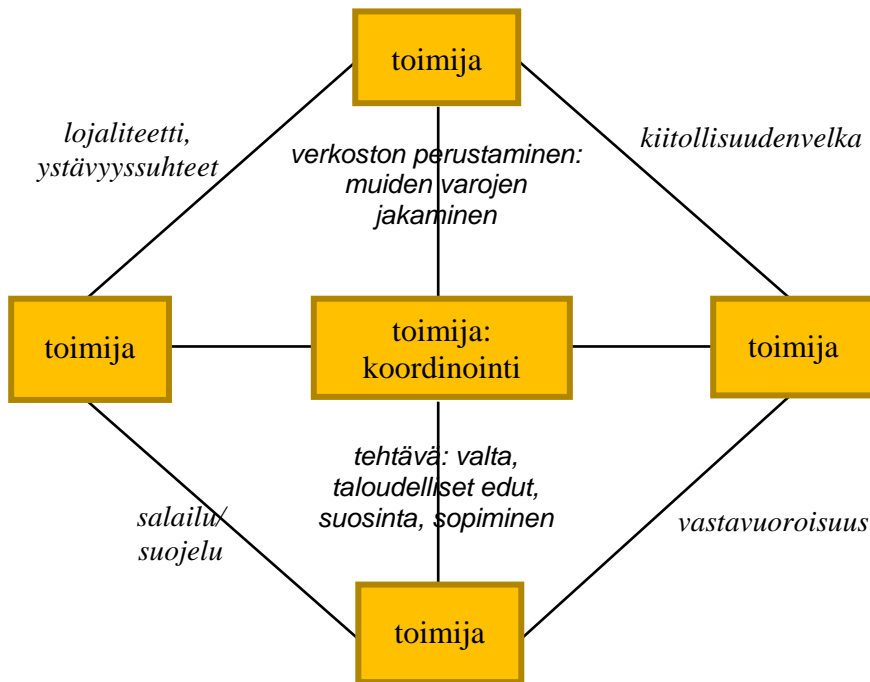 toimija
lojaliteetti,
ystävyyssuhteet
verkoston perustaminen:
muiden varojen
jakaminen
kiitollisuudenvelka
toimija
toimija:
koordinointi
toimija
salailu/
suojelu
tehtävä: valta,
taloudelliset edut,
suosinta, sopiminen
vastavuoroisuus
toimija